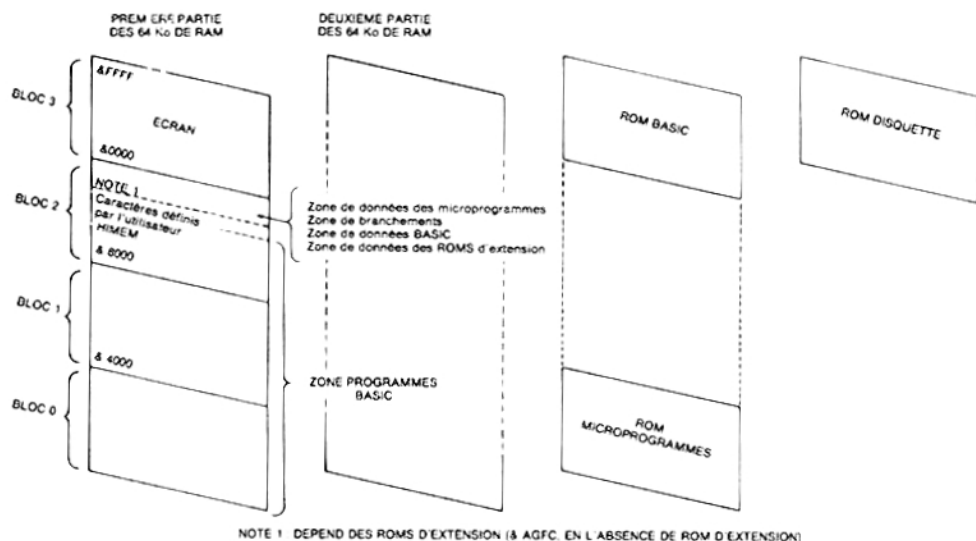 PREMIERE PARTIE
DES 64 Ko DE RAM
DEUXIÈME PARTIE
DES 64 Ko DE RAM
BLOC 3
&FFFF
ECRAN
&0000
ROM BASIC
ROM DISQUETTE
BLOC 2
NOTE 1
Caractères définis
par l'utilisateur
HIMEM
& 8000
Zone de données des microprogrammes
Zone de branchements
Zone de données BASIC
Zone de données des ROMS d'extension
BLOC 1
& 4000
BLOC 0
ZONE PROGRAMMES
BASIC
ROM
MICROPROGRAMMES
NOTE 1 : DEPEND DES ROMS D'EXTENSION (& AGFC, EN L'ABSENCE DE ROM D'EXTENSION)